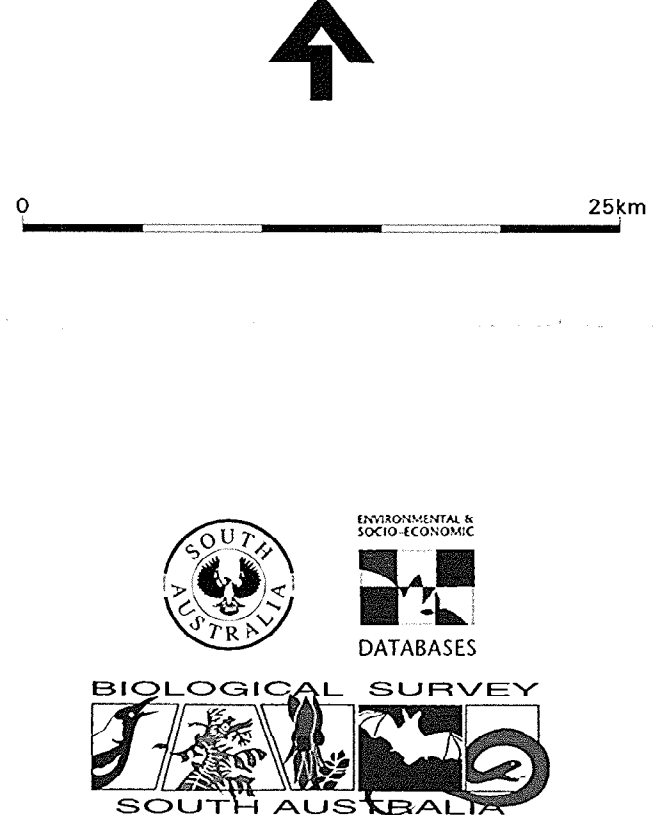 0 25km
SOUTH AUSTRALIA
ENVIRONMENTAL &
SOCIO-ECONOMIC
DATABASES
BIOLOGICAL SURVEY
SOUTH AUSTRALIA